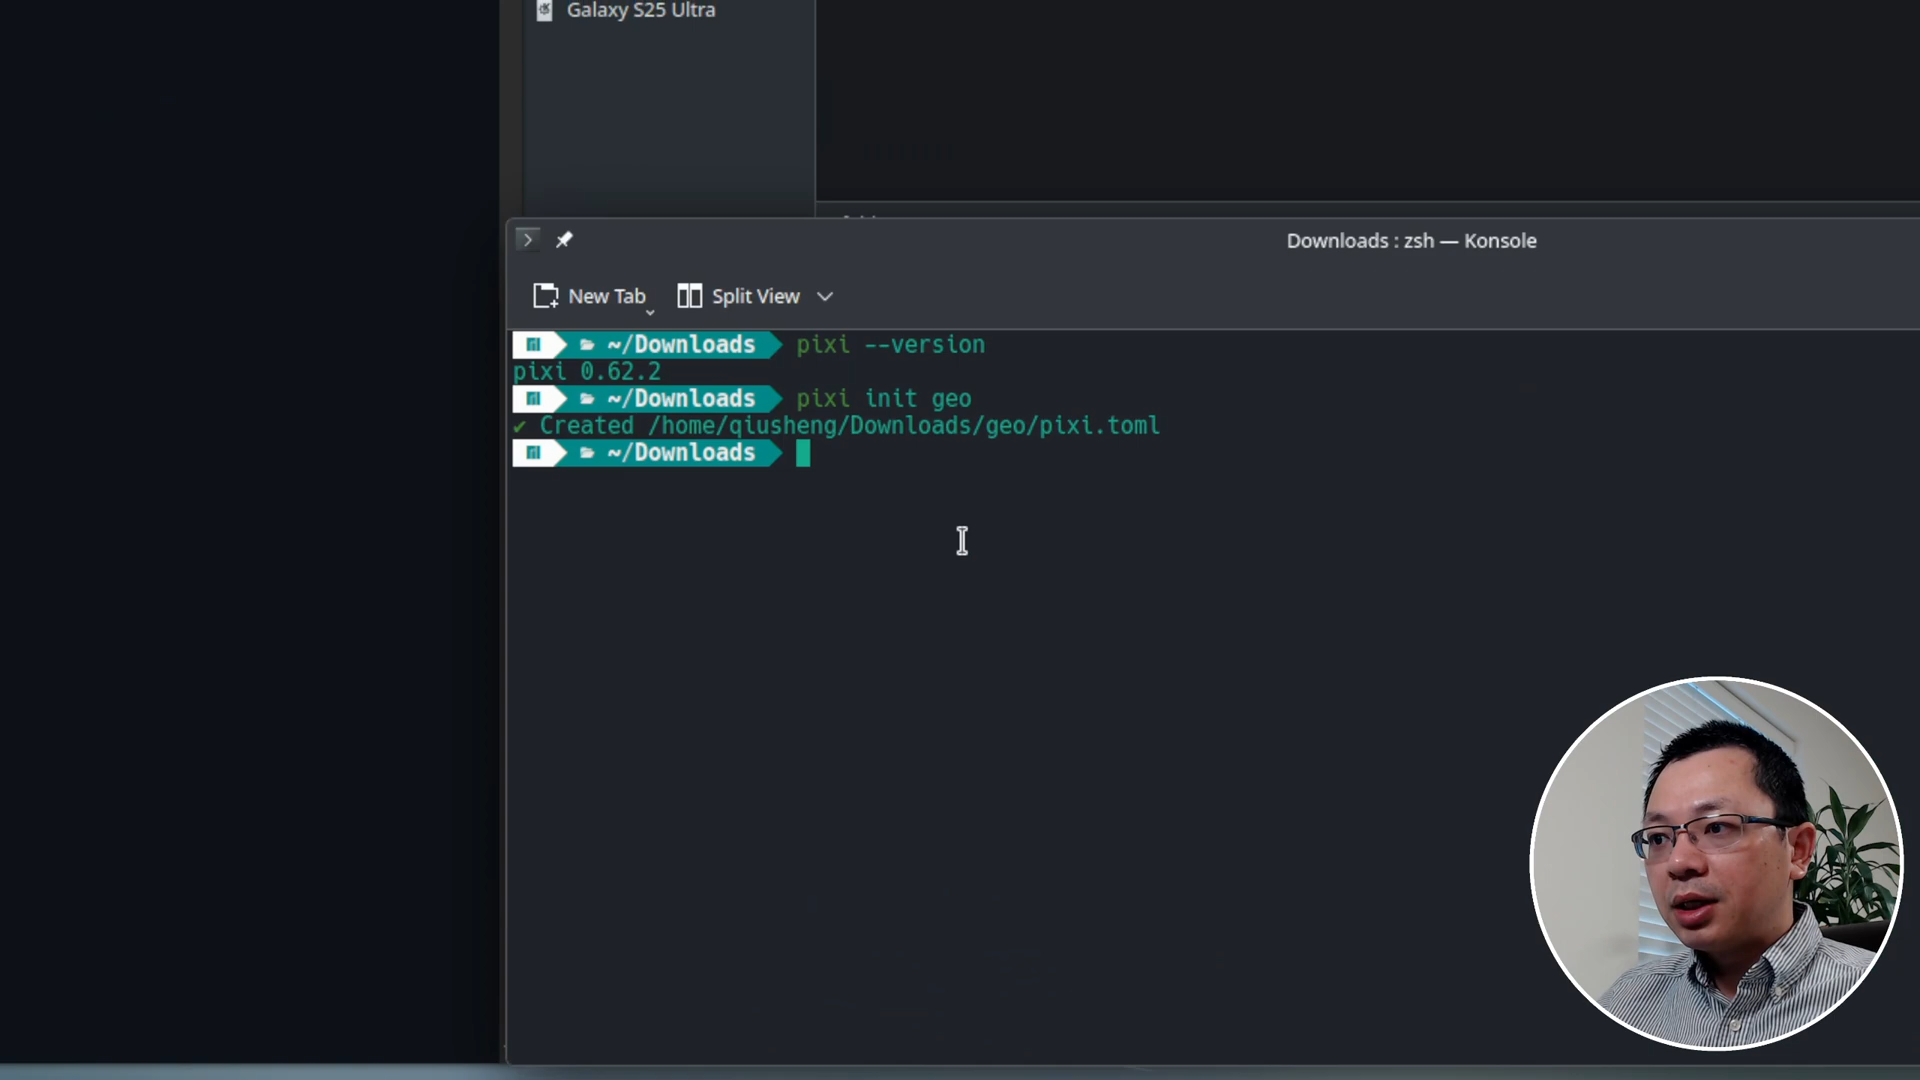 Galaxy S25 Ultra
Downloads : zsh — Konsole
New Tab Split View
~/Downloads pixi --version
pixi 0.62.2
~/Downloads pixi init geo
✔ Created /home/qiusheng/Downloads/geo/pixi.toml
~/Downloads